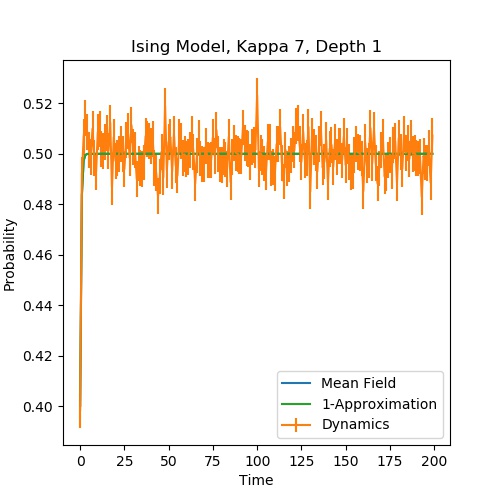 Ising Model, Kappa 7, Depth 1
Probability
0.52
0.50
0.48
0.46
0.44
0.42
0.40
Mean Field
1-Approximation
Dynamics
0 25 50 75 100 125 150 175 200
Time